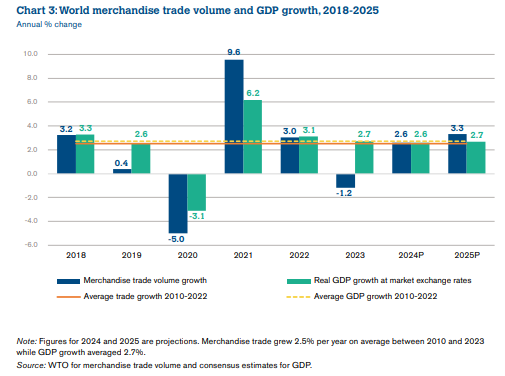 Chart 3: World merchandise trade volume and GDP growth, 2018-2025
Annual % change
10.0
8.0
6.0
4.0
2.0
0.0
-2.0
-4.0
-6.0
3.2 3.3
0.4 2.6
-5.0 -3.1
9.6 6.2
3.0 3.1
-1.2 2.7
2.6 2.6
3.3 2.7
2018 2019 2020 2021 2022 2023 2024P 2025P
Merchandise trade volume growth Real GDP growth at market exchange rates
Average trade growth 2010-2022 Average GDP growth 2010-2022
Note: Figures for 2024 and 2025 are projections. Merchandise trade grew 2.5% per year on average between 2010 and 2023
while GDP growth averaged 2.7%.
Source: WTO for merchandise trade volume and consensus estimates for GDP.